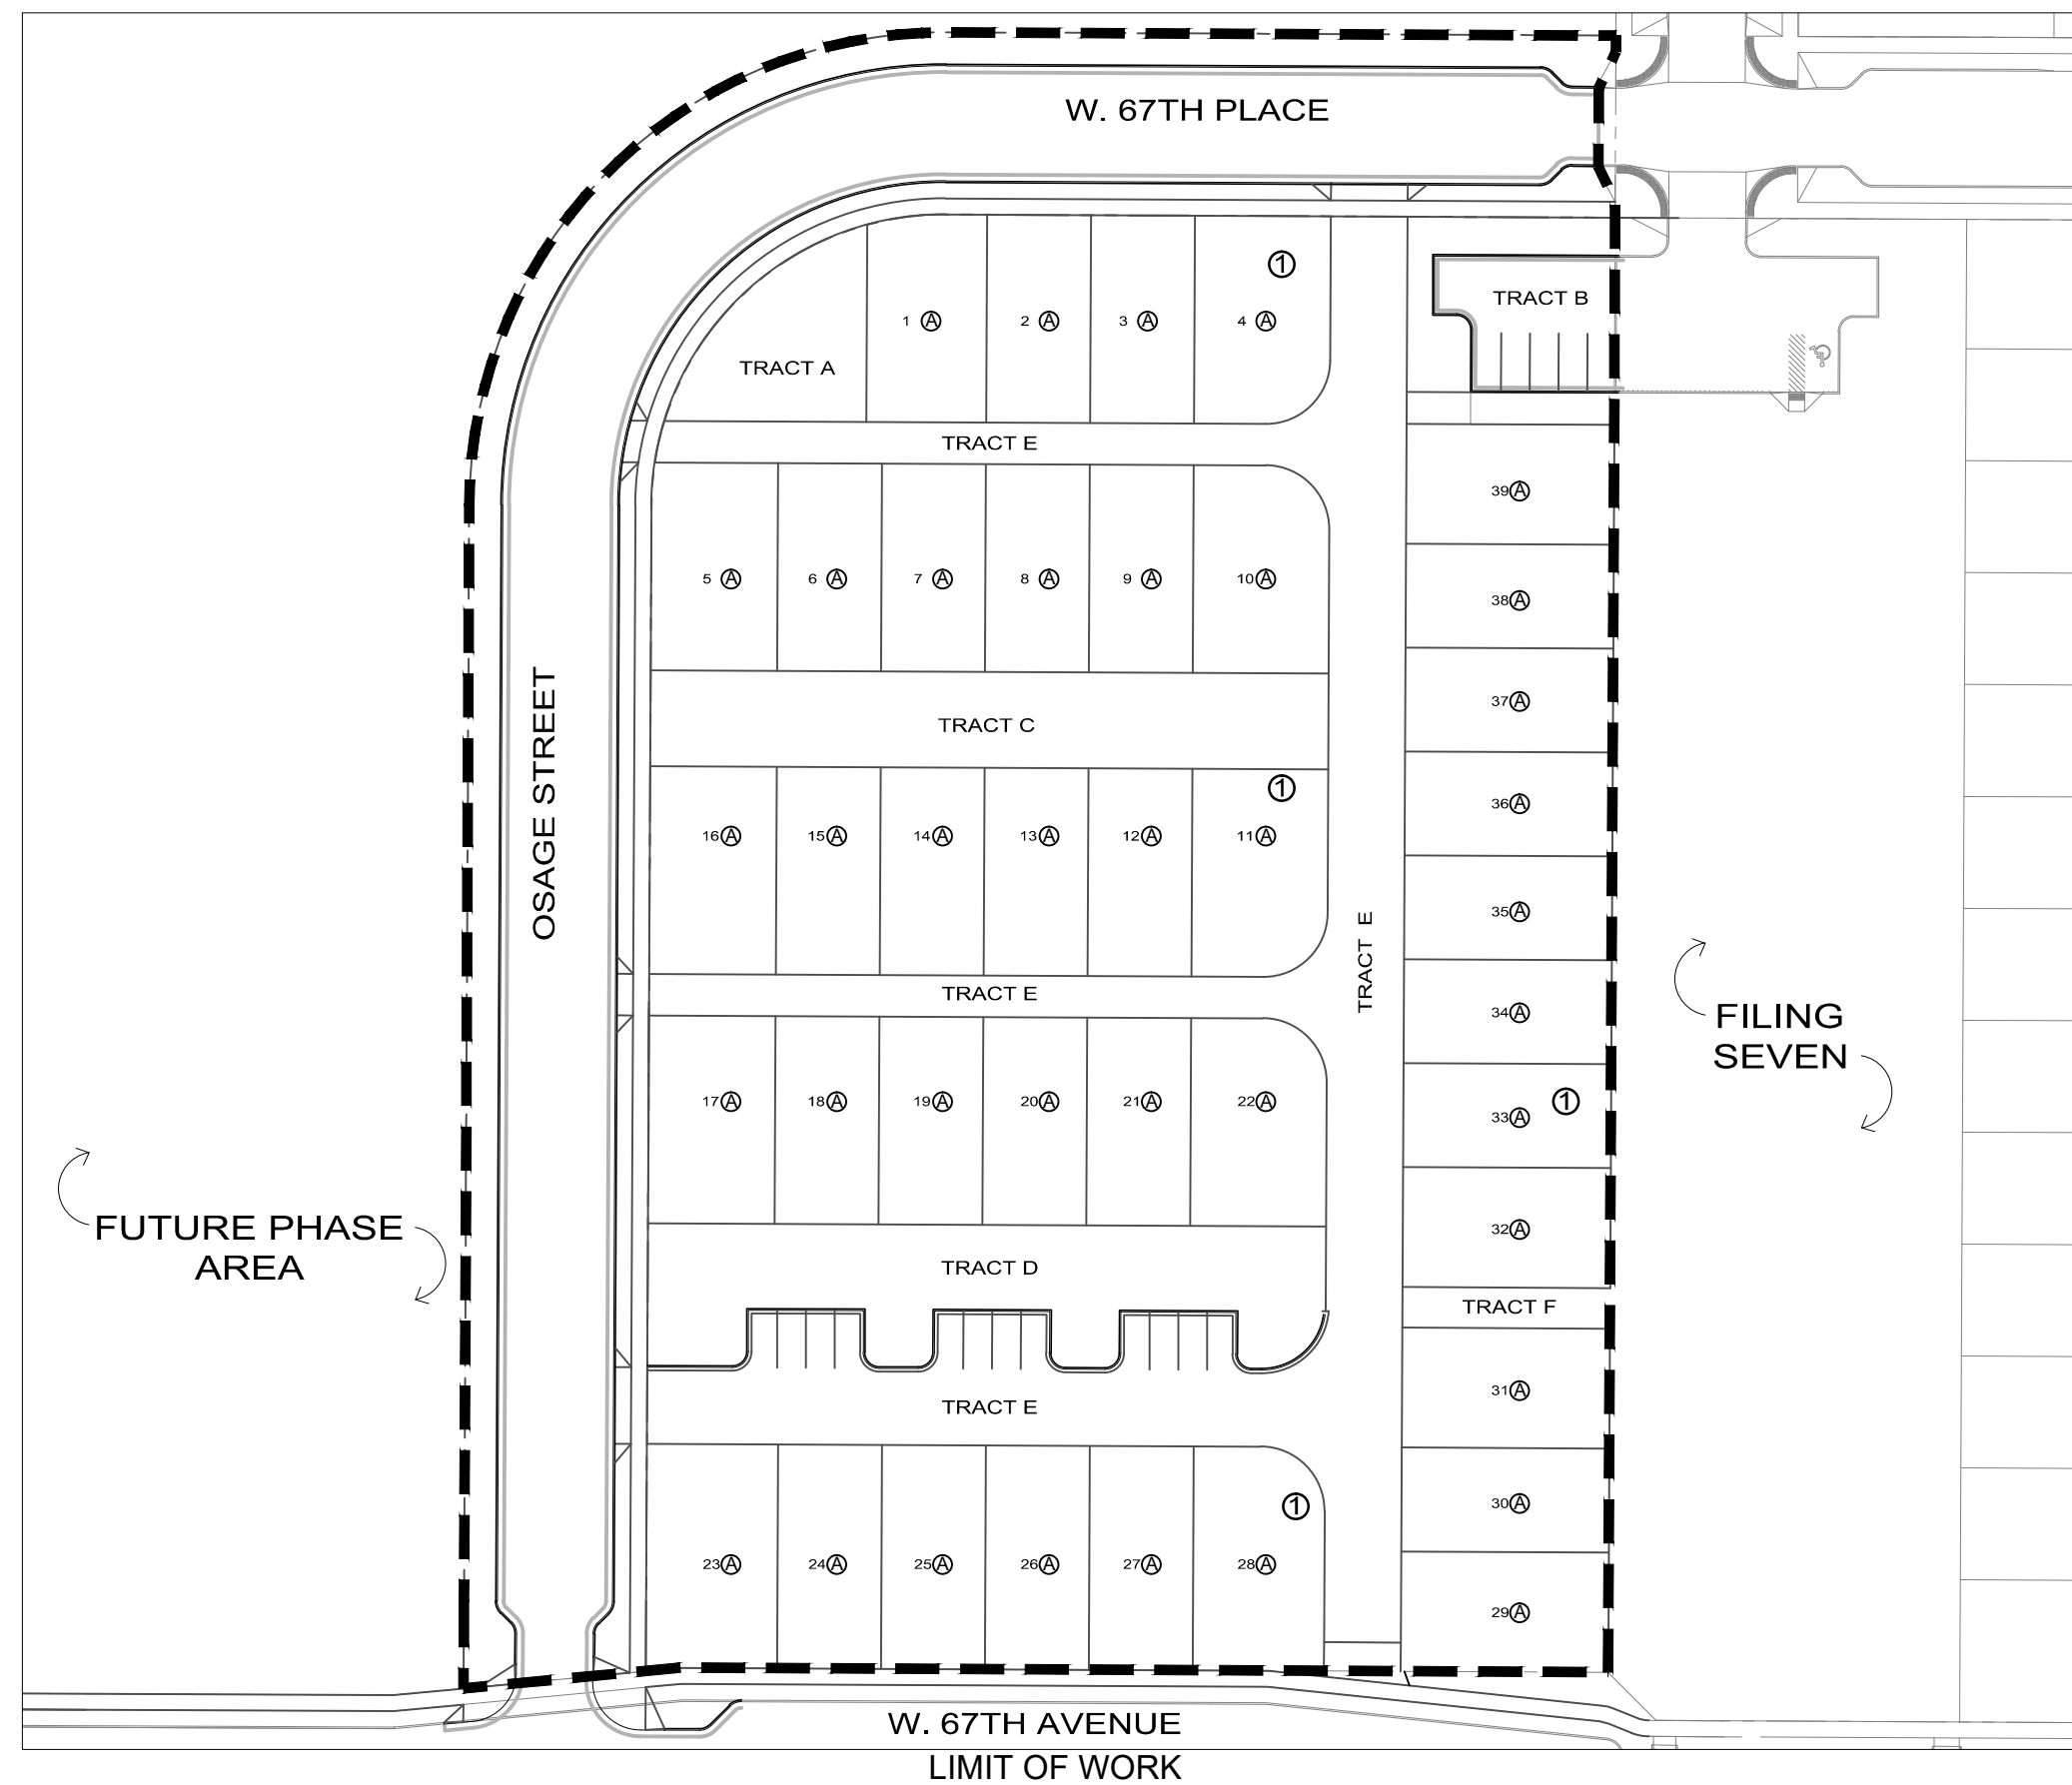 W. 67TH PLACE
1
TRACT B
1 A 2 A 3 A 4 A
TRACT A
TRACT E
39 A
5 A 6 A 7 A 8 A 9 A 10 A
38 A
37 A
TRACT C
OSAGE STREET
1
36 A
16 A 15 A 14 A 13 A 12 A 11 A
35 A
TRACT E
TRACT E
34 A
FILING
SEVEN
17 A 18 A 19 A 20 A 21 A 22 A
33 A 1
FUTURE PHASE
AREA
32 A
TRACT D
TRACT F
31 A
TRACT E
30 A
1
23 A 24 A 25 A 26 A 27 A 28 A
29 A
W. 67TH AVENUE
LIMIT OF WORK